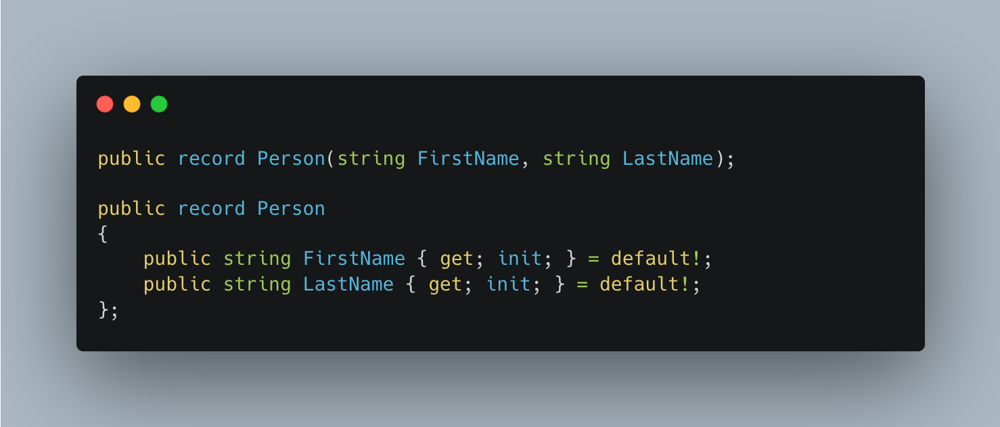 public record Person(string FirstName, string LastName);
public record Person
{
    public string FirstName { get; init; } = default!;
    public string LastName { get; init; } = default!;
};